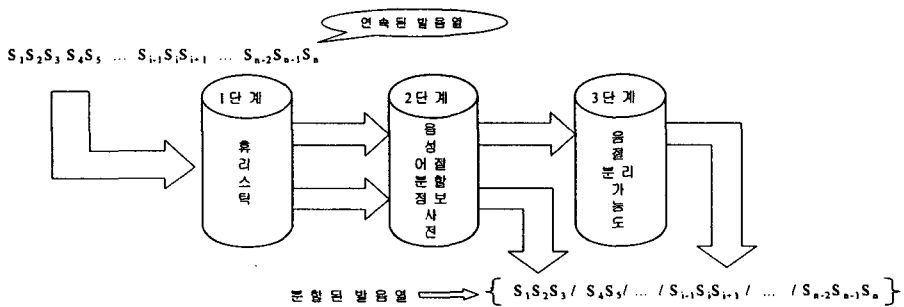 연속된 발음열
S₁S₂S₃ S₄S₅ ... Sᵢ₋₁SᵢSᵢ₊₁ ... Sₙ₋₂Sₙ₋₁Sₙ
1단계
휴리스틱
2단계
음성
어절
분할
점보
사전
3단계
음절
분리
가능도
분할된 발음열
{ S₁S₂S₃ / S₄S₅ / ... / Sᵢ₋₁SᵢSᵢ₊₁ / ... / Sₙ₋₂Sₙ₋₁Sₙ }